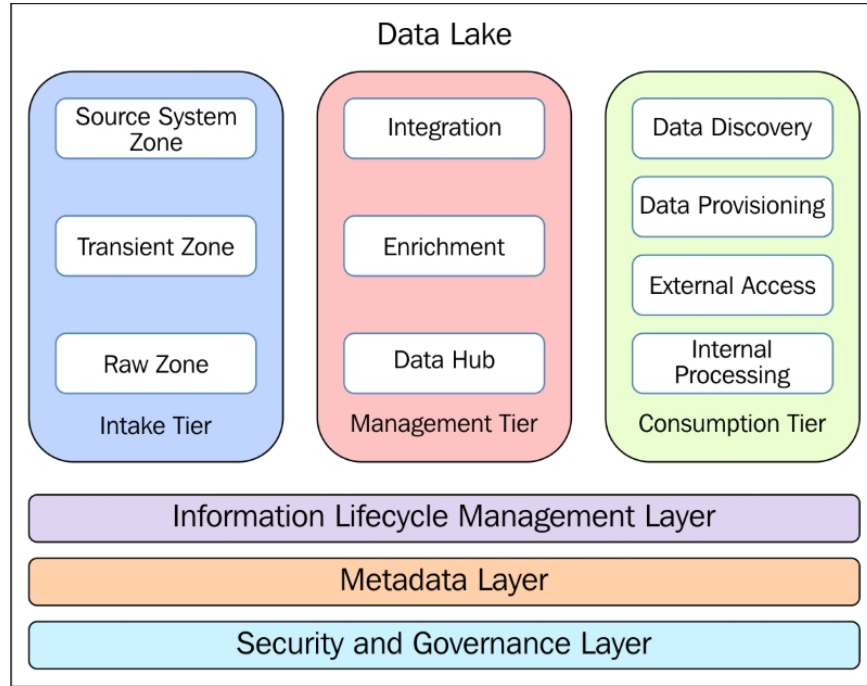 Data Lake
Source System
Zone
Transient Zone
Raw Zone
Intake Tier
Integration
Enrichment
Data Hub
Management Tier
Data Discovery
Data Provisioning
External Access
Internal
Processing
Consumption Tier
Information Lifecycle Management Layer
Metadata Layer
Security and Governance Layer